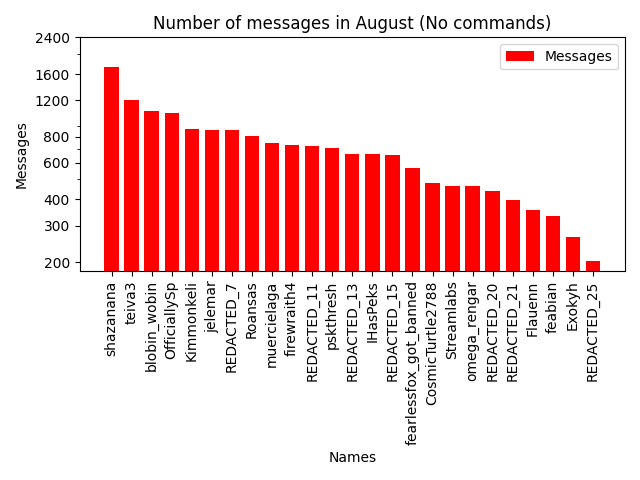 Number of messages in August (No commands)
Messages
2400
1600
1200
800
600
400
300
200
Messages
shazanana
teiva3
blobin_wobin
OfficiallySp
Kimmonkeli
jelemar
REDACTED_7
Roansas
muercielaga
firewraith4
REDACTED_11
pskthresh
REDACTED_13
IHasPeks
REDACTED_15
fearlessfox_got_banned
CosmicTurtle2788
Streamlabs
omega_rengar
REDACTED_20
REDACTED_21
Flauenn
feabian
Exokyh
REDACTED_25
Names